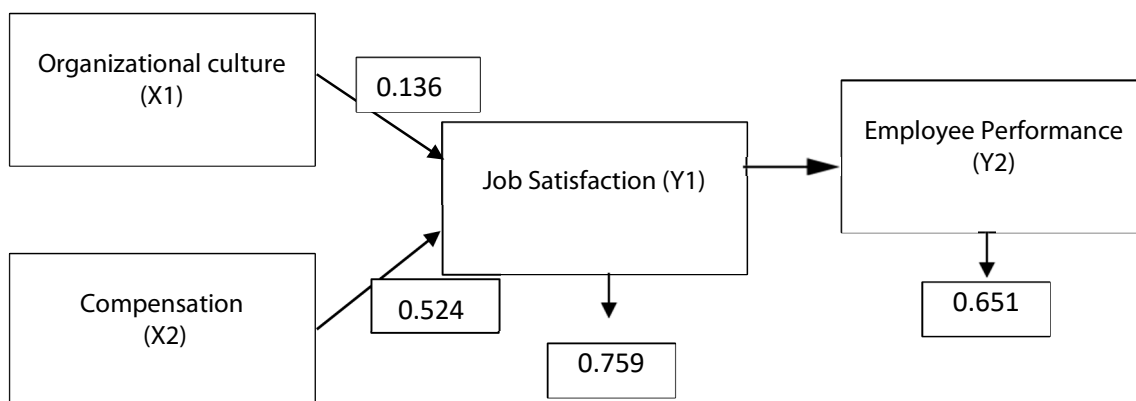 Organizational culture
(X1)
0.136
Employee Performance
(Y2)
Job Satisfaction (Y1)
Compensation
(X2)
0.524
0.651
0.759